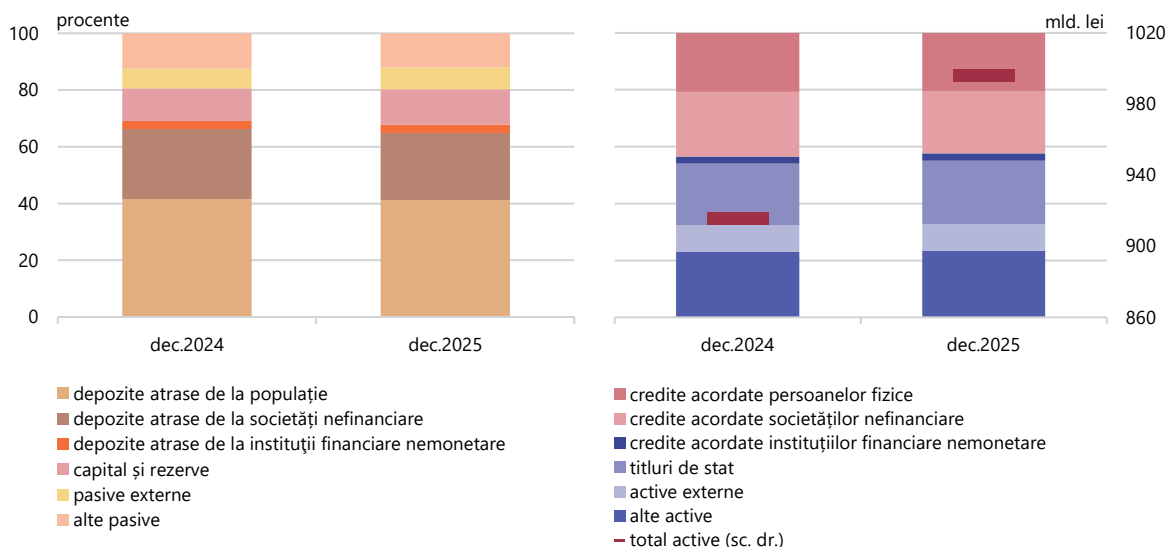 procente
100
80
60
40
20
0
dec.2024
dec.2025
depozite atrase de la populație
depozite atrase de la societăți nefinanciare
depozite atrase de la instituţii financiare nemonetare
capital și rezerve
pasive externe
alte pasive
mld. lei
1020
980
940
900
860
dec.2024
dec.2025
credite acordate persoanelor fizice
credite acordate societăților nefinanciare
credite acordate instituțiilor financiare nemonetare
titluri de stat
active externe
alte active
total active (sc. dr.)